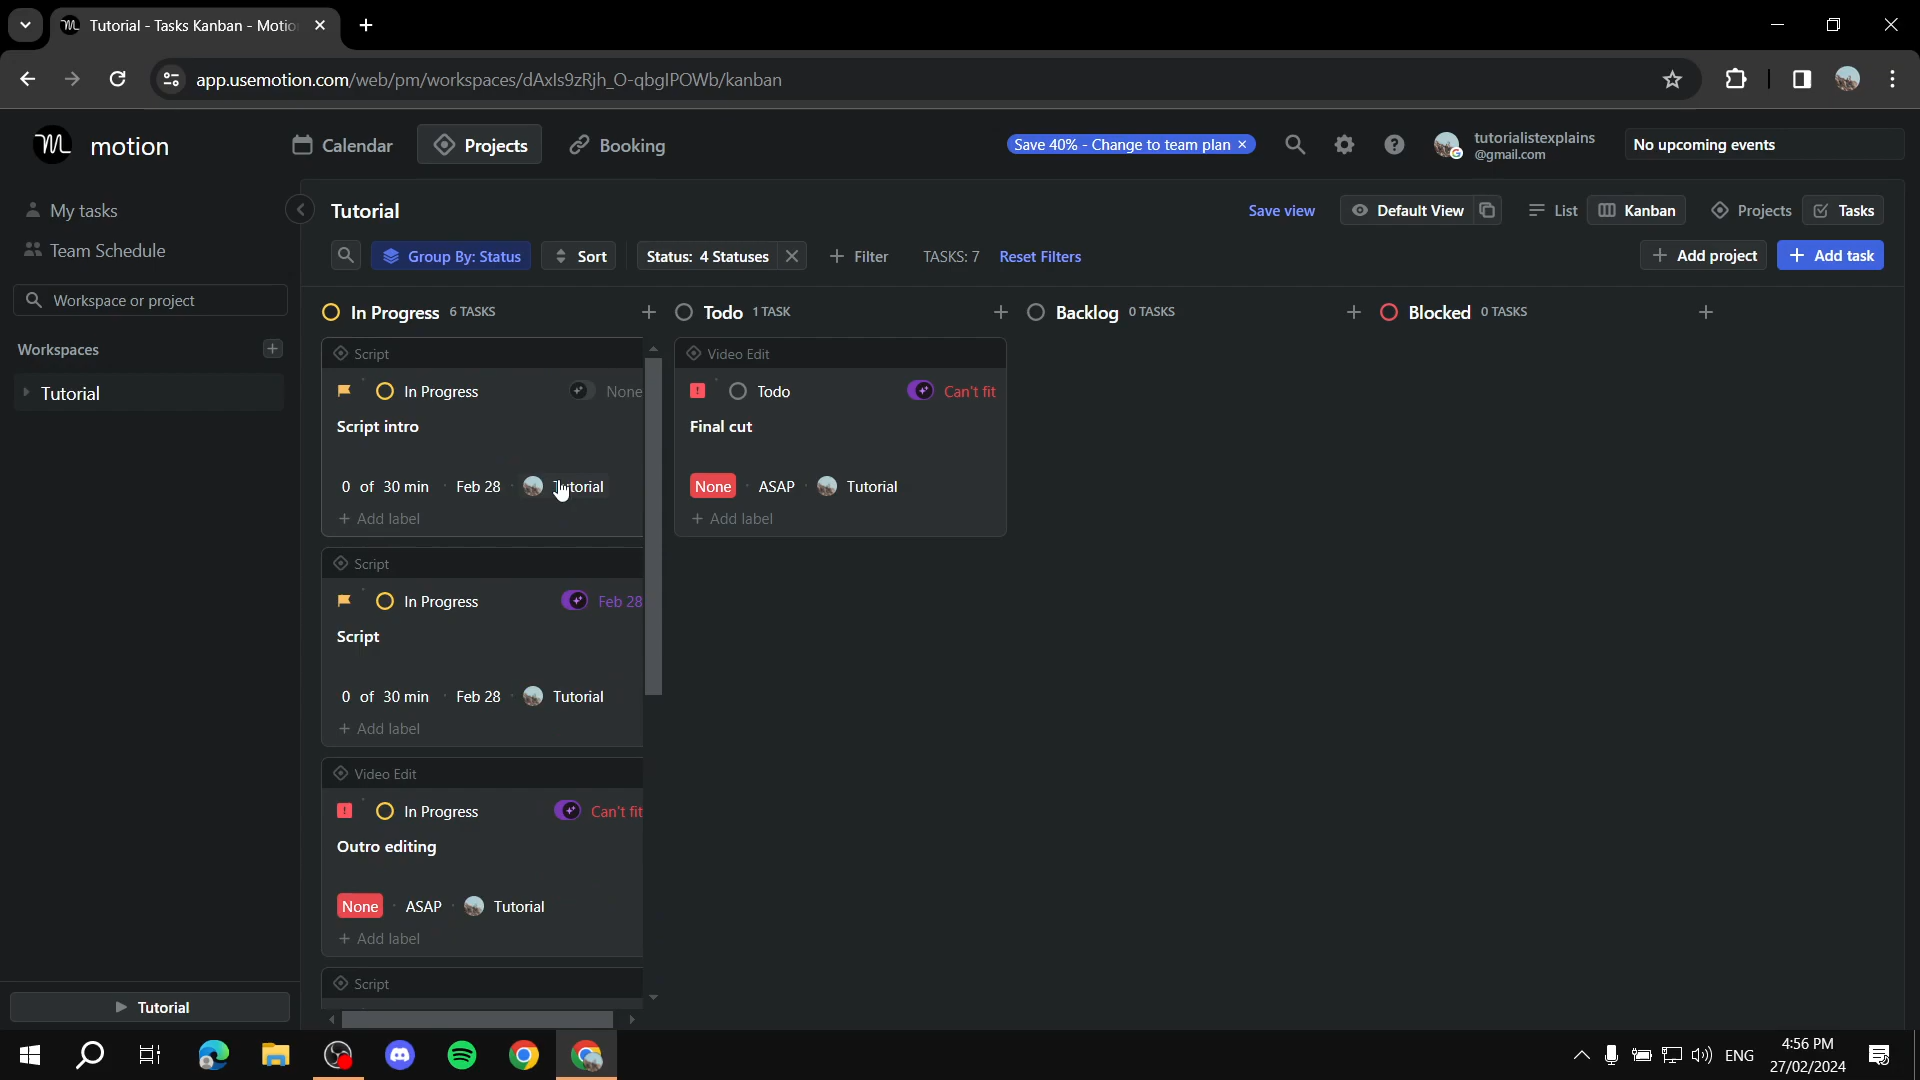 Tutorial - Tasks Kanban - Motio
app.usemotion.com/web/pm/workspaces/dAxIs9zRjh_O-qbgIPOWb/kanban
motion
Calendar
Projects
Booking
Save 40% - Change to team plan ×
tutorialistexplains
@gmail.com
No upcoming events
My tasks
Team Schedule
Workspace or project
Workspaces
Tutorial
Tutorial
Save view
Default View
List
Kanban
Projects
Tasks
Group By: Status
Sort
Status: 4 Statuses
Filter
TASKS: 7
Reset Filters
Add project
Add task
In Progress 6 TASKS
Todo 1 TASK
Backlog 0 TASKS
Blocked 0 TASKS
Script
In Progress
None
Script intro
0 of 30 min · Feb 28 · Tutorial
+ Add label
Script
In Progress
Feb 28
Script
0 of 30 min · Feb 28 · Tutorial
+ Add label
Video Edit
In Progress
Can't fit
Outro editing
None · ASAP · Tutorial
+ Add label
Script
Video Edit
Todo
Can't fit
Final cut
None · ASAP · Tutorial
+ Add label
Tutorial
ENG
4:56 PM
27/02/2024